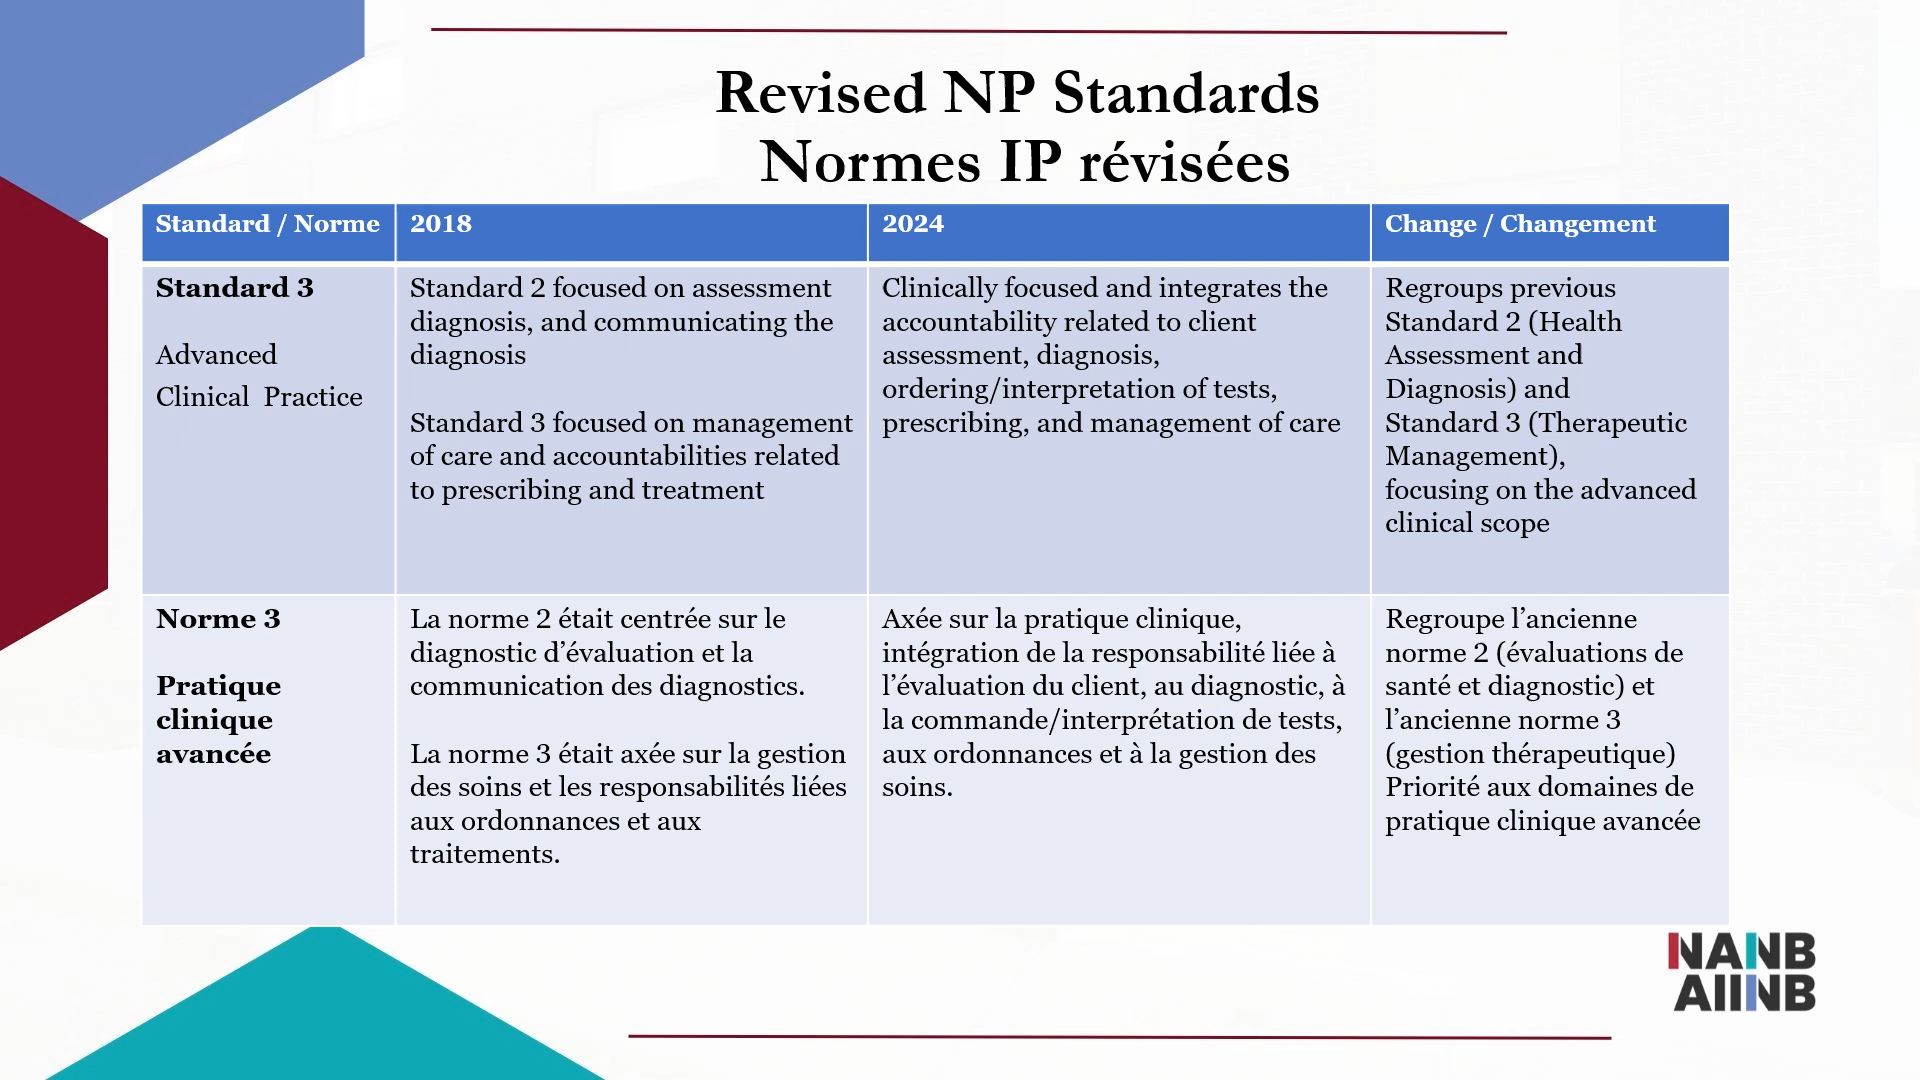 Revised NP Standards
Normes IP révisées
Standard / Norme
2018
2024
Change / Changement
Standard 3
Advanced
Clinical Practice
Standard 2 focused on assessment
diagnosis, and communicating the
diagnosis
Standard 3 focused on management
of care and accountabilities related
to prescribing and treatment
Clinically focused and integrates the
accountability related to client
assessment, diagnosis,
ordering/interpretation of tests,
prescribing, and management of care
Regroups previous
Standard 2 (Health
Assessment and
Diagnosis) and
Standard 3 (Therapeutic
Management),
focusing on the advanced
clinical scope
Norme 3
Pratique
clinique
avancée
La norme 2 était centrée sur le
diagnostic d’évaluation et la
communication des diagnostics.
La norme 3 était axée sur la gestion
des soins et les responsabilités liées
aux ordonnances et aux
traitements.
Axée sur la pratique clinique,
intégration de la responsabilité liée à
l’évaluation du client, au diagnostic, à
la commande/interprétation de tests,
aux ordonnances et à la gestion des
soins.
Regroupe l’ancienne
norme 2 (évaluations de
santé et diagnostic) et
l’ancienne norme 3
(gestion thérapeutique)
Priorité aux domaines de
pratique clinique avancée
NANB
AIINB